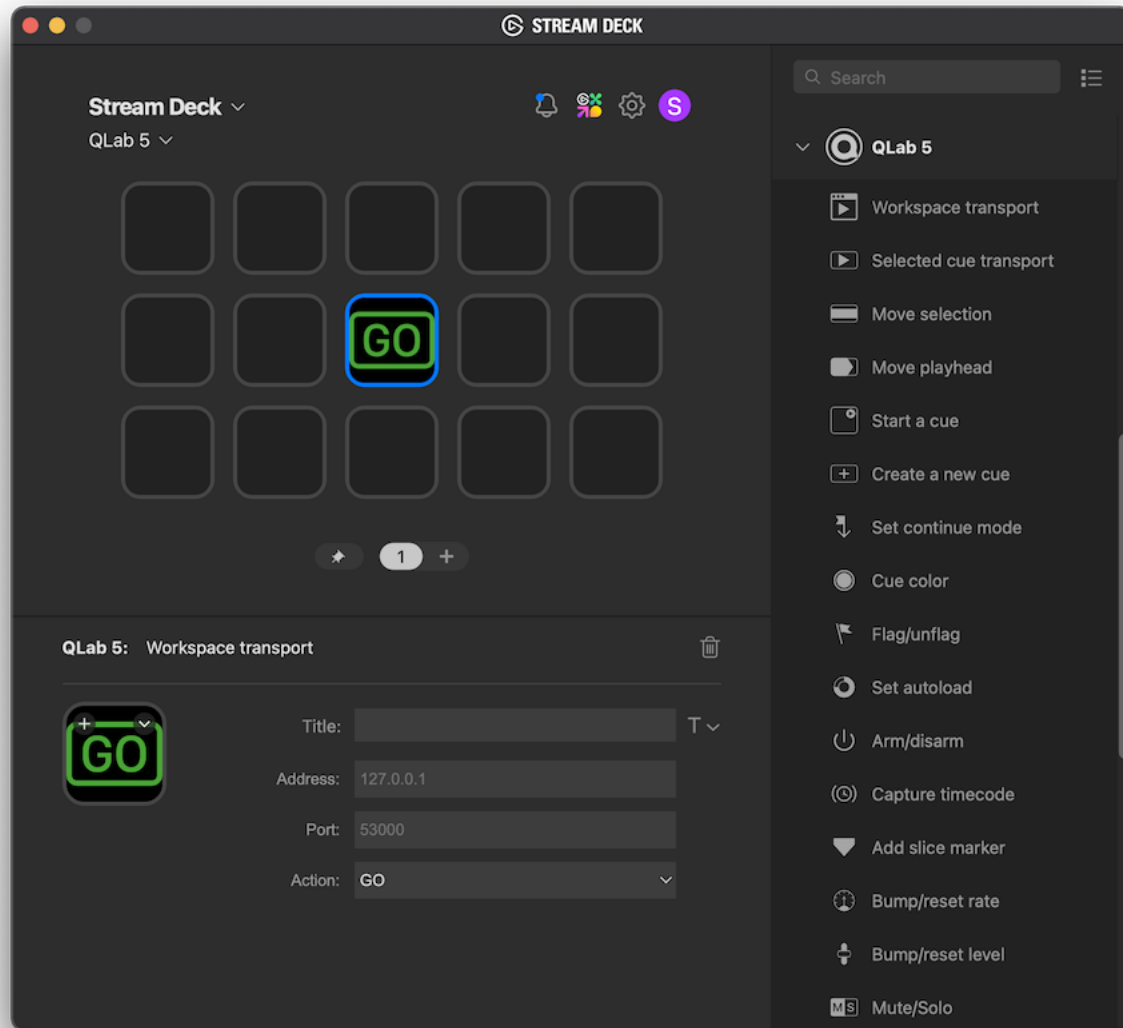 STREAM DECK
Stream Deck
S
QLab 5
GO
1
QLab 5: Workspace transport
GO
Title:
T
Address: 127.0.0.1
Port: 53000
Action: GO
Search
QLab 5
Workspace transport
Selected cue transport
Move selection
Move playhead
Start a cue
Create a new cue
Set continue mode
Cue color
Flag/unflag
Set autoload
Arm/disarm
Capture timecode
Add slice marker
Bump/reset rate
Bump/reset level
M S Mute/Solo